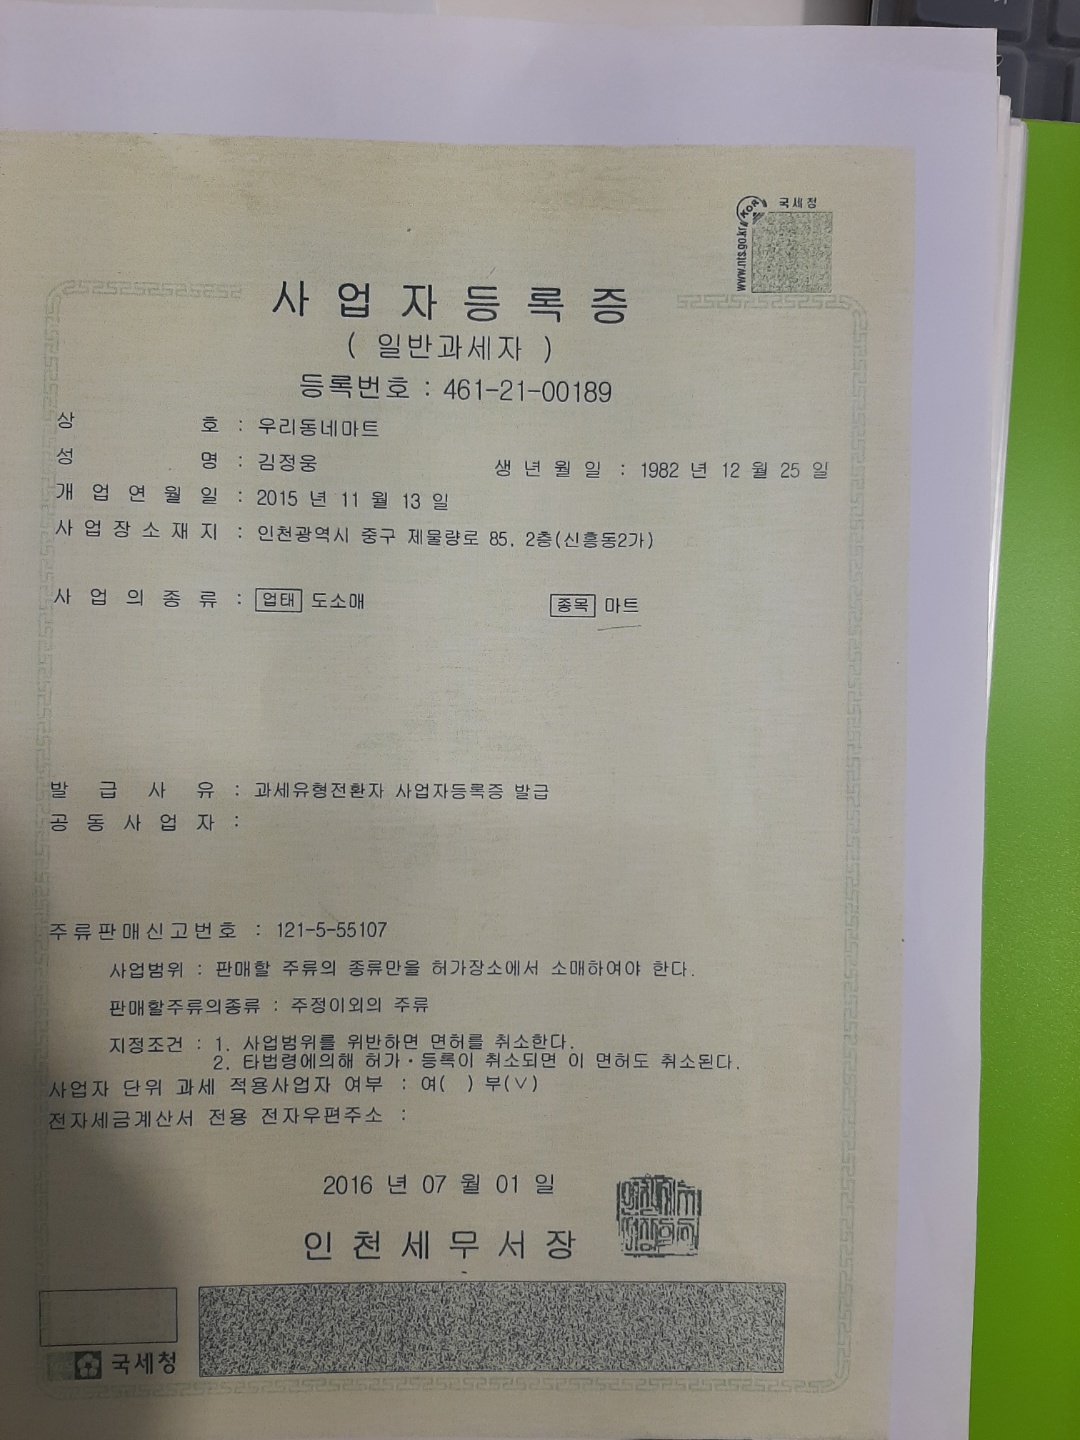 국세청
KOR
www.nts.go.kr
사업자등록증
( 일반과세자 )
등록번호 : 461-21-00189
상 호 : 우리동네마트
성 명 : 김정웅 생 년 월 일 : 1982 년 12 월 25 일
개 업 연 월 일 : 2015 년 11 월 13 일
사 업 장 소 재 지 : 인천광역시 중구 제물량로 85, 2층(신흥동2가)
사 업 의 종 류 : 업태 도소매 종목 마트
발 급 사 유 : 과세유형전환자 사업자등록증 발급
공 동 사 업 자 :
주류판매신고번호 : 121-5-55107
사업범위 : 판매할 주류의 종류만을 허가장소에서 소매하여야 한다.
판매할주류의종류 : 주정이외의 주류
지정조건 : 1. 사업범위를 위반하면 면허를 취소한다.
2. 타법령에의해 허가·등록이 취소되면 이 면허도 취소된다.
사업자 단위 과세 적용사업자 여부 : 여( ) 부(∨)
전자세금계산서 전용 전자우편주소 :
2016 년 07 월 01 일
인천세무서장
국세청